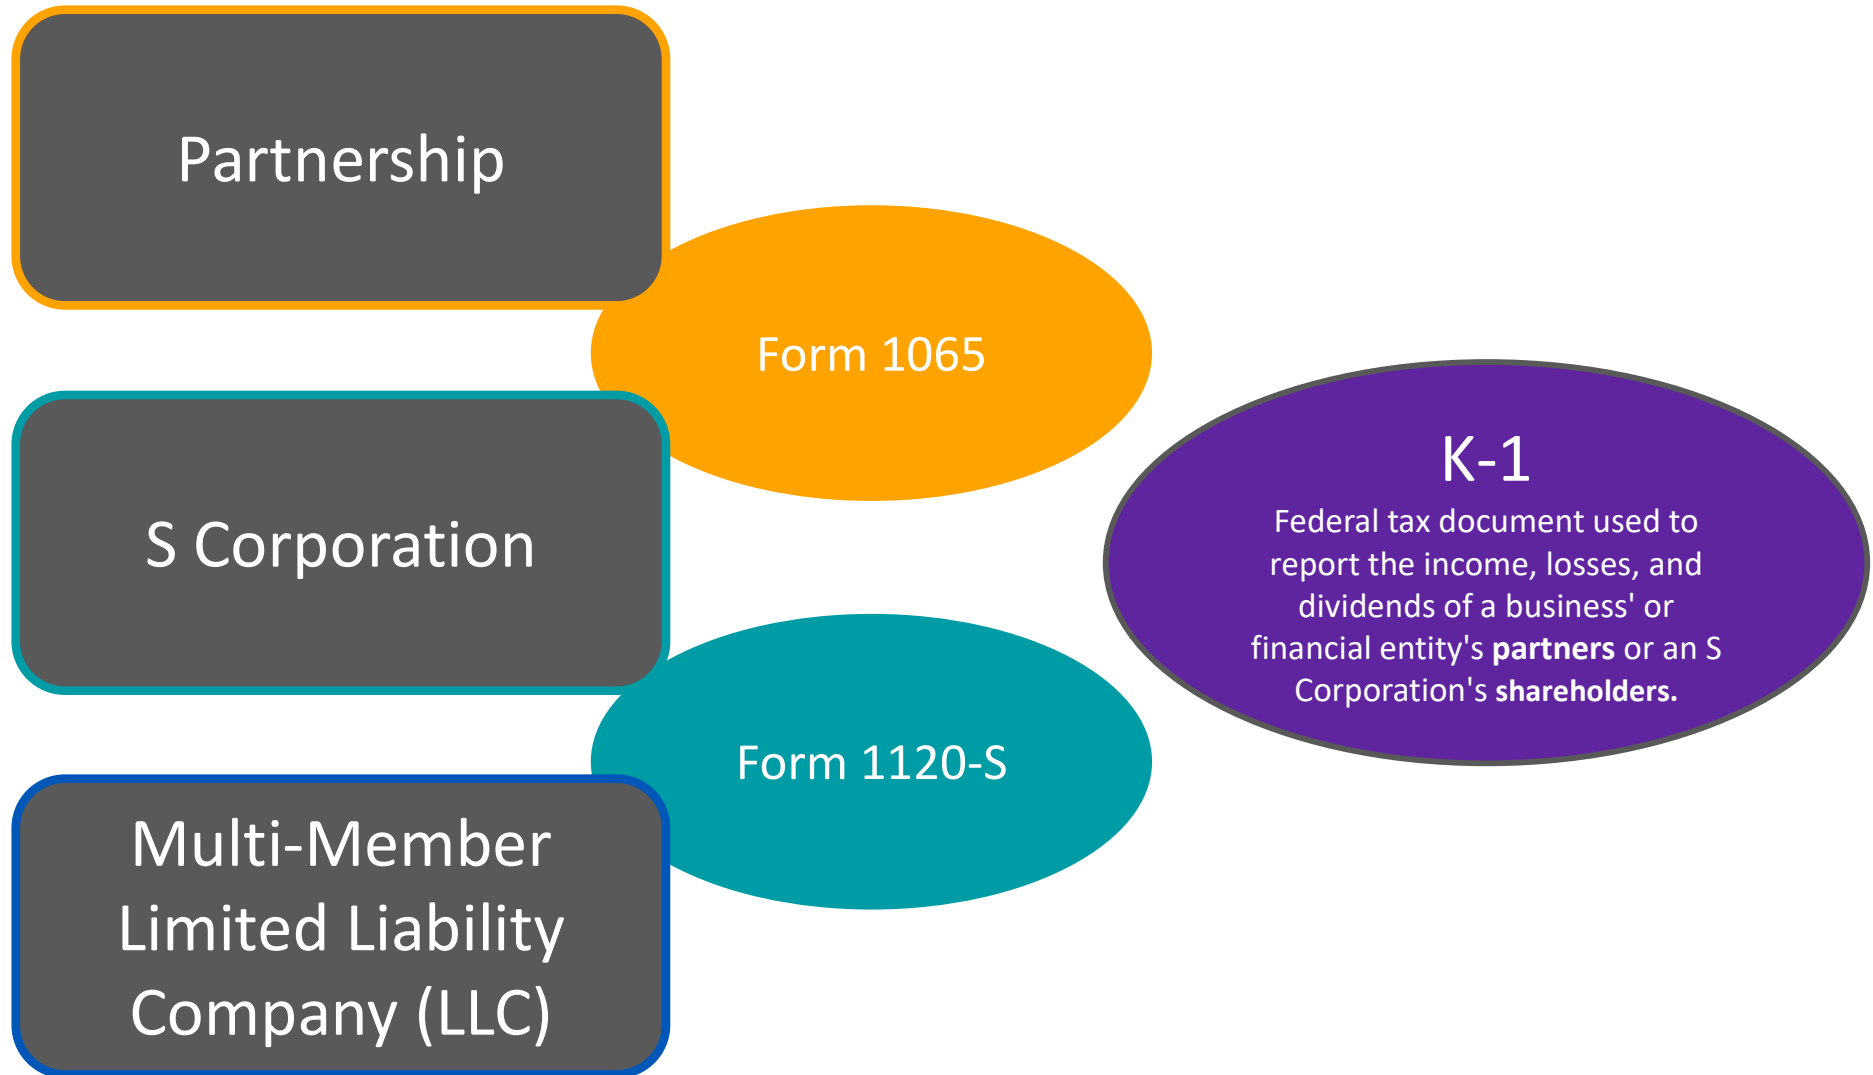 Partnership
Form 1065
S Corporation
Form 1120-S
Multi-Member
Limited Liability
Company (LLC)
K-1
Federal tax document used to
report the income, losses, and
dividends of a business' or
financial entity's partners or an S
Corporation's shareholders.